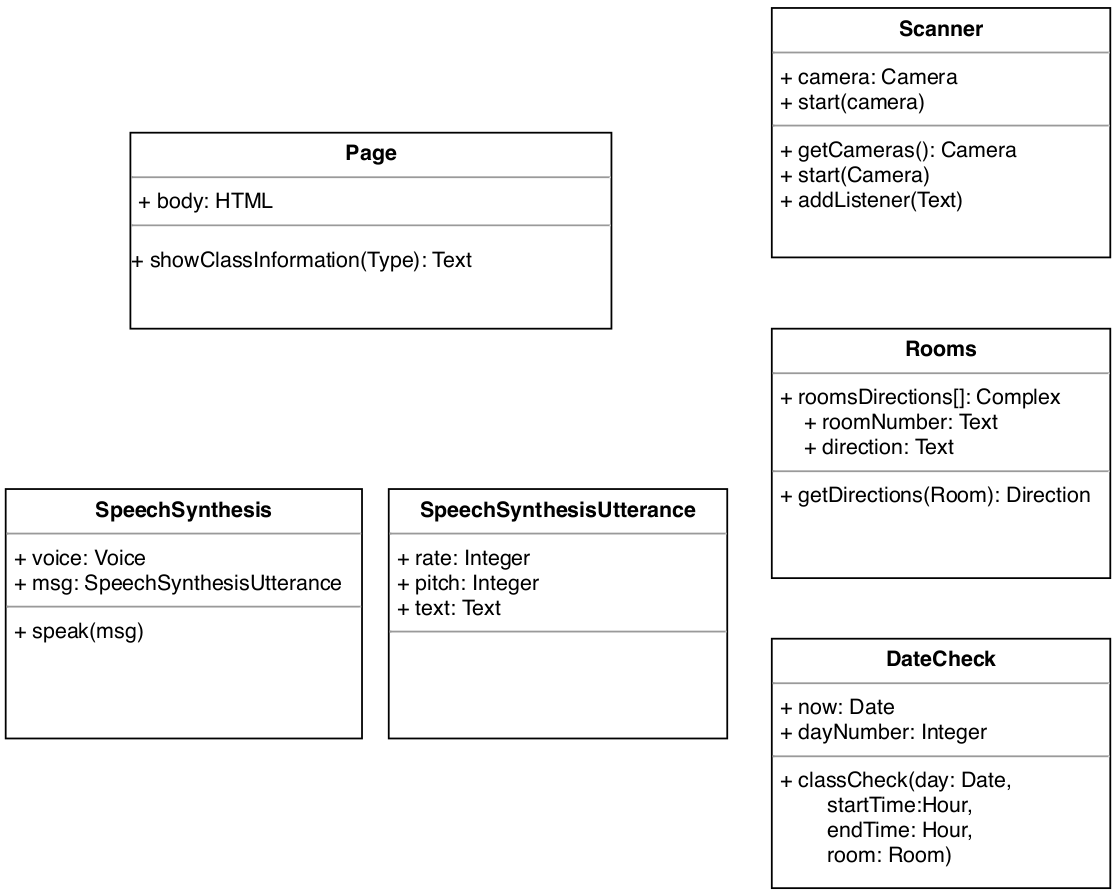 Page
+ body: HTML
+ showClassInformation(Type): Text
Scanner
+ camera: Camera
+ start(camera)
+ getCameras(): Camera
+ start(Camera)
+ addListener(Text)
Rooms
+ roomsDirections[]: Complex
+ roomNumber: Text
+ direction: Text
+ getDirections(Room): Direction
SpeechSynthesis
+ voice: Voice
+ msg: SpeechSynthesisUtterance
+ speak(msg)
SpeechSynthesisUtterance
+ rate: Integer
+ pitch: Integer
+ text: Text
DateCheck
+ now: Date
+ dayNumber: Integer
+ classCheck(day: Date,
startTime:Hour,
endTime: Hour,
room: Room)